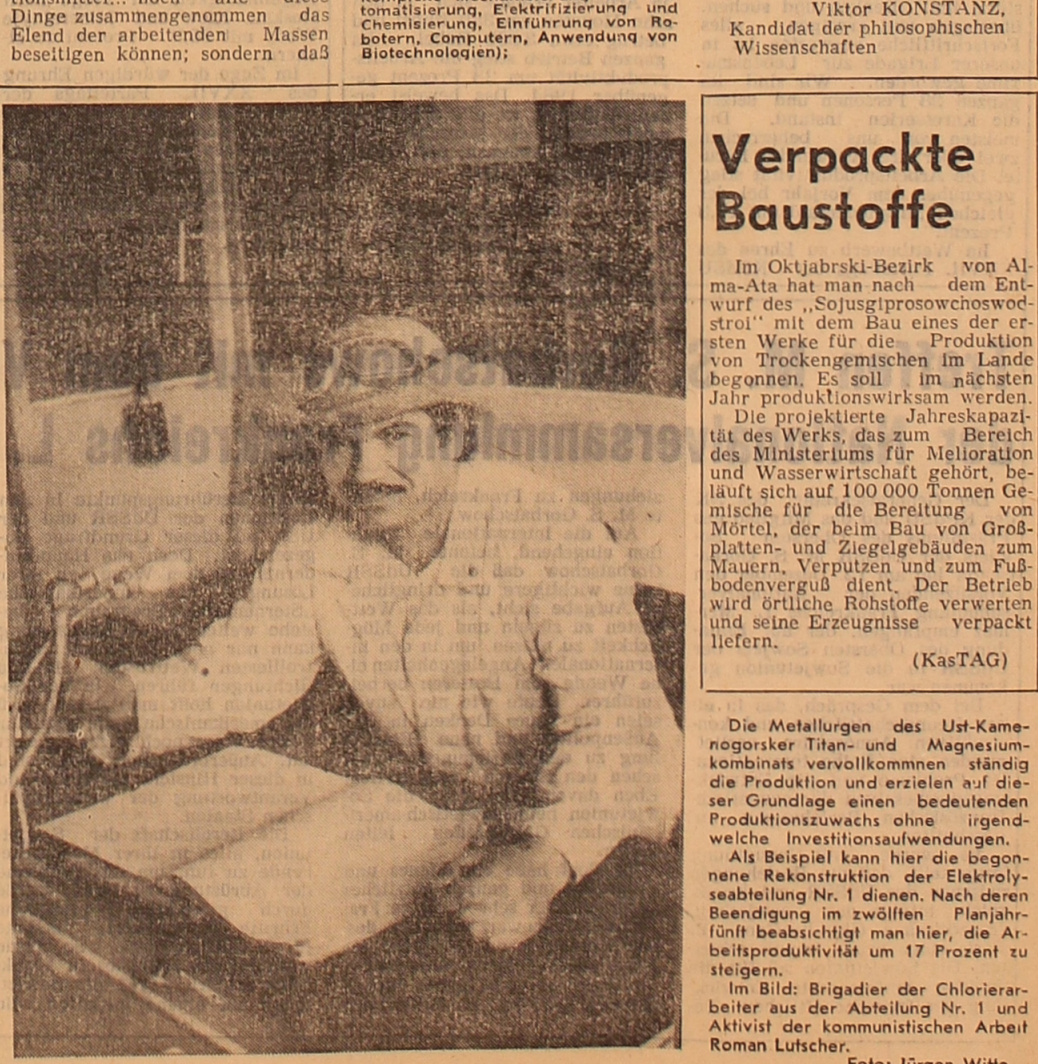 Dinge zusammengenommen das
Elend der arbeitenden Massen
beseitigen können; sondern daß
tomatisierung, Elektrifizierung und
Chemisierung, Einführung von Ro-
botern, Computern, Anwendung von
Biotechnologien);
Viktor KONSTANZ,
Kandidat der philosophischen
Wissenschaften
Verpackte
Baustoffe
Im Oktjabrski-Bezirk von Al-
ma-Ata hat man nach dem Ent-
wurf des „Sojusgiprosowchoswod-
stroi" mit dem Bau eines der er-
sten Werke für die Produktion
von Trockengemischen im Lande
begonnen. Es soll im nächsten
Jahr produktionswirksam werden.
Die projektierte Jahreskapazi-
tät des Werks, das zum Bereich
des Ministeriums für Melioration
und Wasserwirtschaft gehört, be-
läuft sich auf 100 000 Tonnen Ge-
mische für die Bereitung von
Mörtel, der beim Bau von Groß-
platten- und Ziegelgebäuden zum
Mauern, Verputzen und zum Fuß-
bodenverguß dient. Der Betrieb
wird örtliche Rohstoffe verwerten
und seine Erzeugnisse verpackt
liefern.
(KasTAG)
Die Metallurgen des Ust-Kame-
nogorsker Titan- und Magnesium-
kombinats vervollkommnen ständig
die Produktion und erzielen auf die-
ser Grundlage einen bedeutenden
Produktionszuwachs ohne irgend-
welche Investitionsaufwendungen.
Als Beispiel kann hier die begon-
nene Rekonstruktion der Elektroly-
seabteilung Nr. 1 dienen. Nach deren
Beendigung im zwölften Planjahr-
fünft beabsichtigt man hier, die Ar-
beitsproduktivität um 17 Prozent zu
steigern.
Im Bild: Brigadier der Chlorierar-
beiter aus der Abteilung Nr. 1 und
Aktivist der kommunistischen Arbeit
Roman Lutscher.
Foto: Jürgen Witte